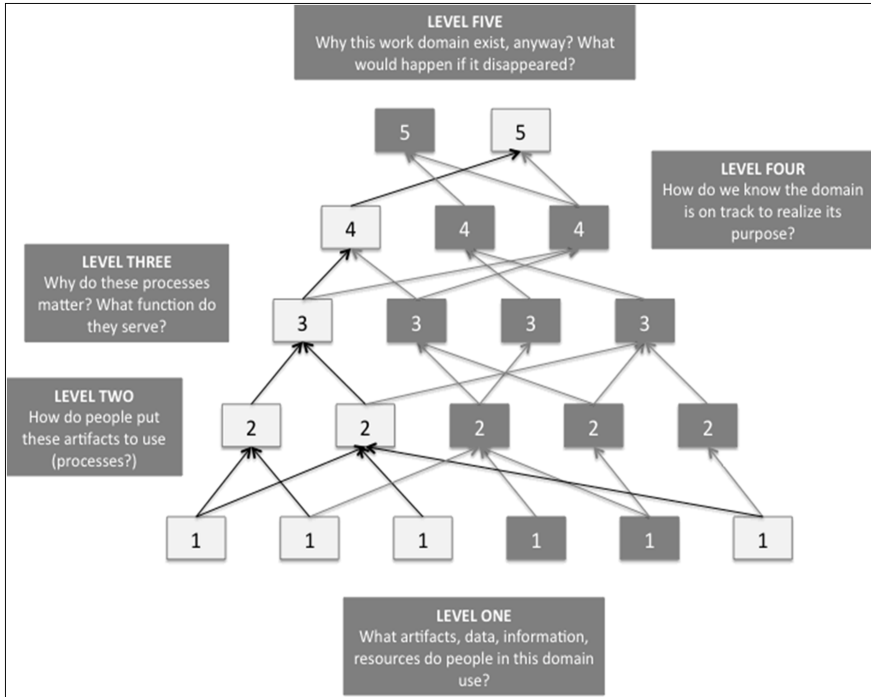 LEVEL FIVE
Why this work domain exist, anyway? What
would happen if it disappeared?
5 5
LEVEL FOUR
How do we know the domain
is on track to realize its
purpose?
4 4 4
LEVEL THREE
Why do these processes
matter? What function do
they serve?
3 3 3 3
LEVEL TWO
How do people put
these artifacts to use
(processes?)
2 2 2 2 2
1 1 1 1 1 1
LEVEL ONE
What artifacts, data, information,
resources do people in this domain
use?